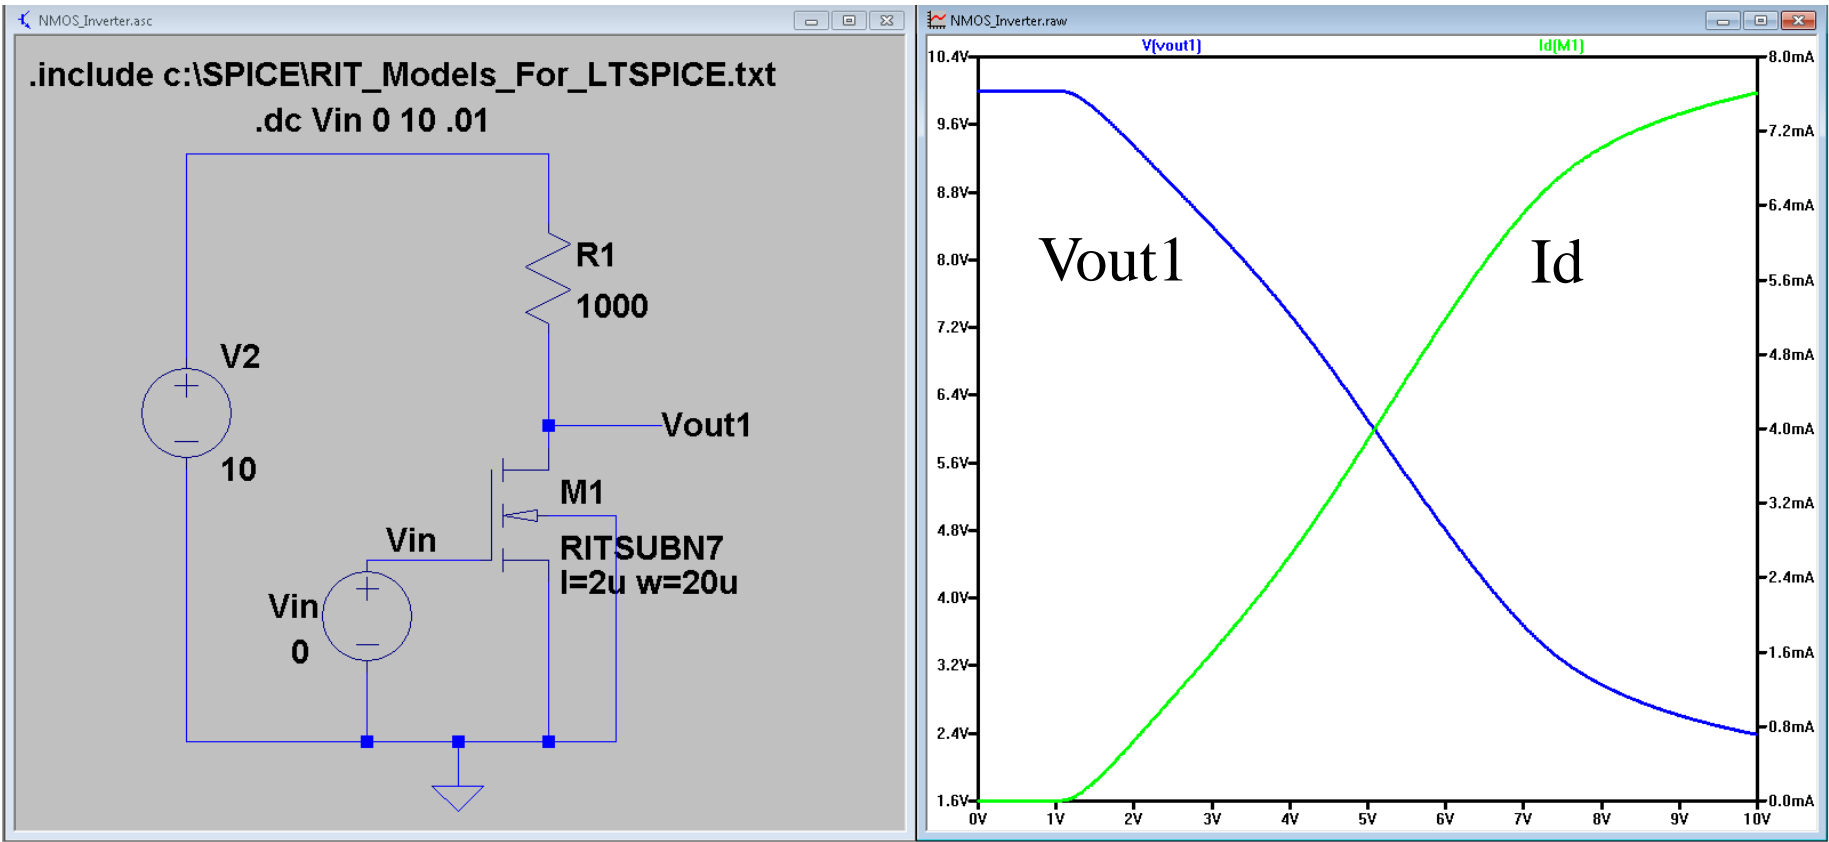 NMOS_Inverter.asc
.include c:\SPICE\RIT_Models_For_LTSPICE.txt
.dc Vin 0 10 .01
R1
1000
V2
10
Vout1
M1
Vin
RITSUBN7
l=2u w=20u
Vin
0
NMOS_Inverter.raw
V(vout1)
Id(M1)
10.4V
9.6V
8.8V
8.0V
7.2V
6.4V
5.6V
4.8V
4.0V
3.2V
2.4V
1.6V
Vout1
Id
8.0mA
7.2mA
6.4mA
5.6mA
4.8mA
4.0mA
3.2mA
2.4mA
1.6mA
0.8mA
0.0mA
0V 1V 2V 3V 4V 5V 6V 7V 8V 9V 10V